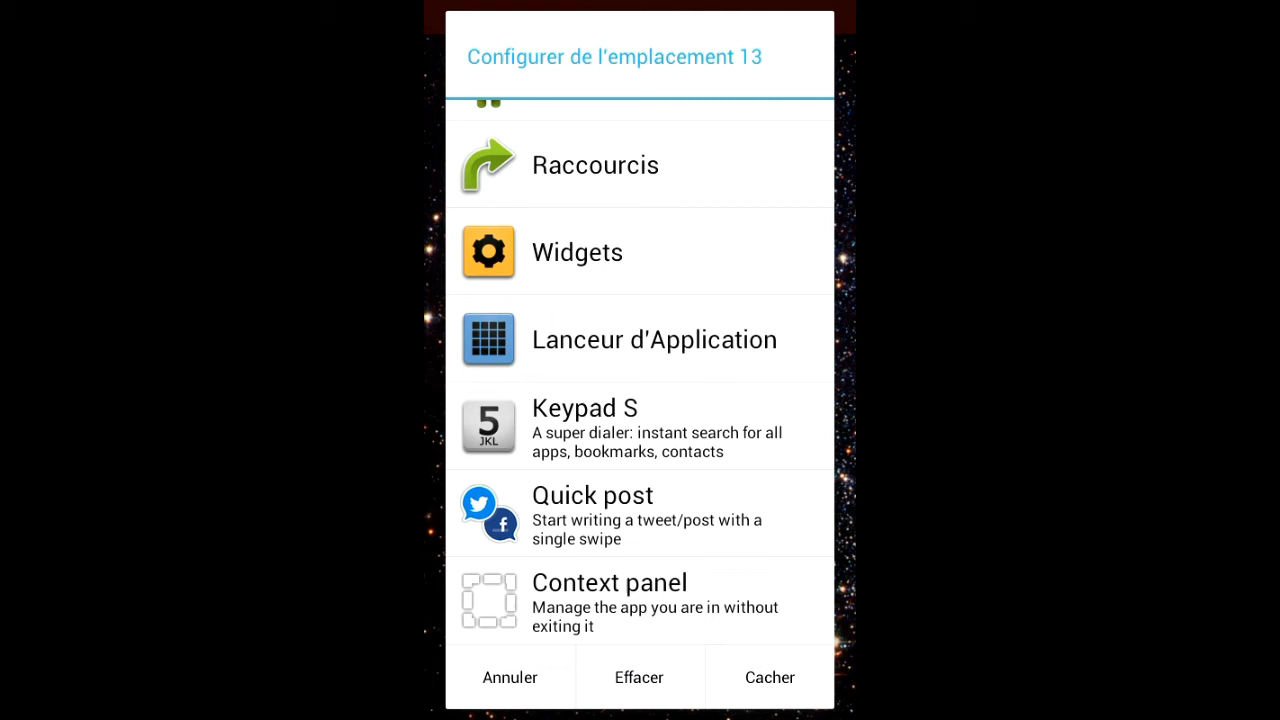 Configurer de l'emplacement 13
Raccourcis
Widgets
Lanceur d'Application
5
JKL
Keypad S
A super dialer: instant search for all
apps, bookmarks, contacts
Quick post
Start writing a tweet/post with a
single swipe
Context panel
Manage the app you are in without
exiting it
Annuler
Effacer
Cacher